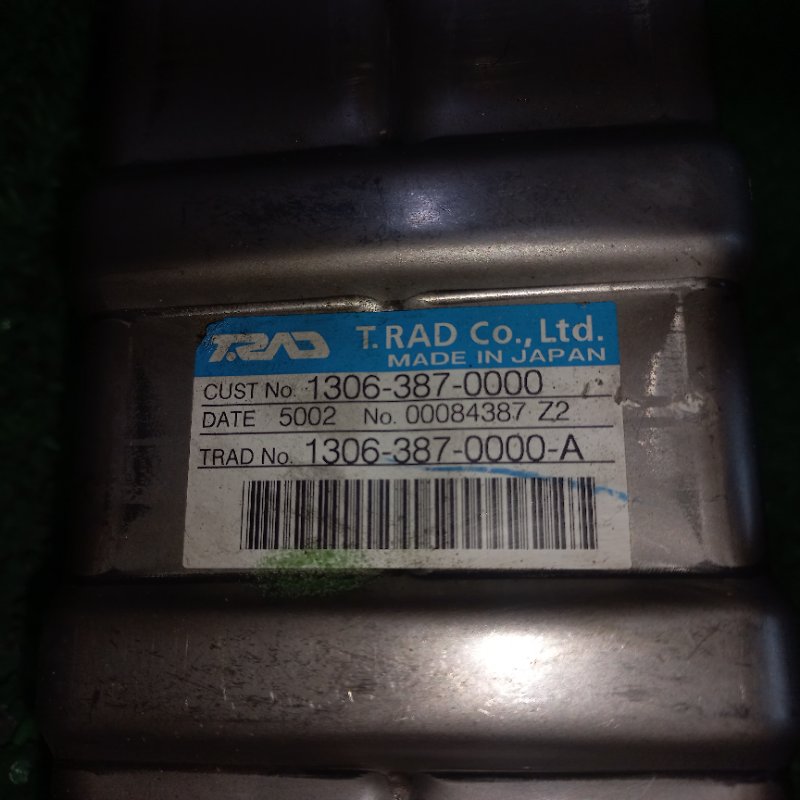 T.RAD T.RAD Co., Ltd.
MADE IN JAPAN
CUST No. 1306-387-0000
DATE 5002 No. 00084387 Z2
TRAD No. 1306-387-0000-A